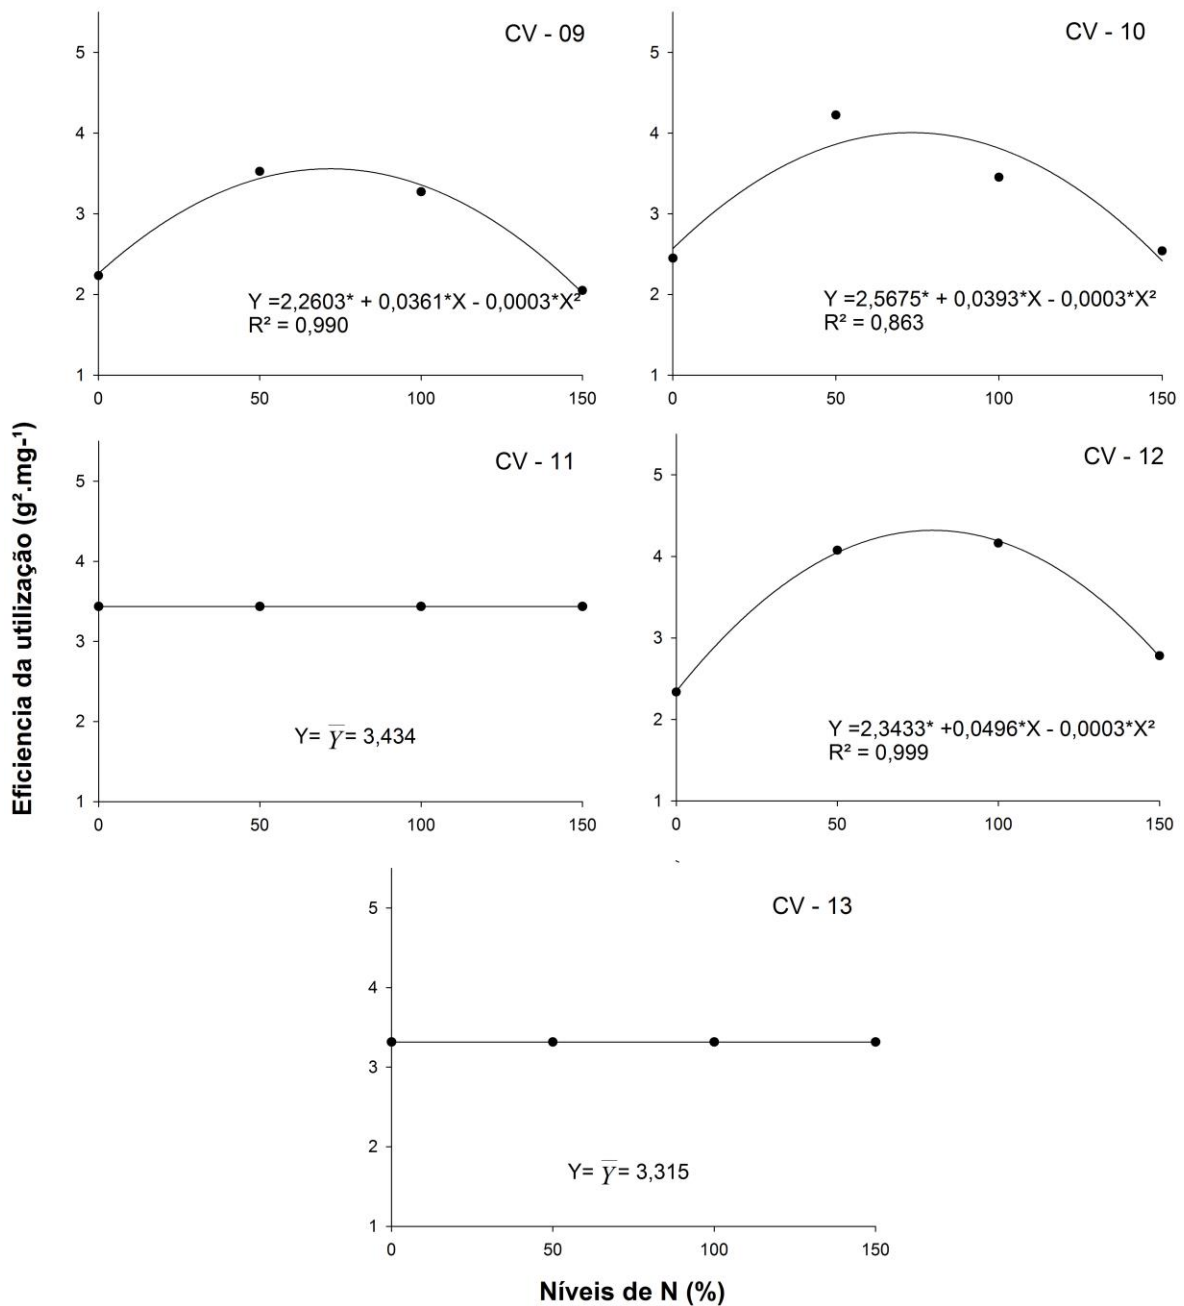 CV - 09
5
4
3
2
1
Y =2,2603* + 0,0361*X - 0,0003*X²
R² = 0,990
0 50 100 150
CV - 10
5
4
3
2
1
Y =2,5675* + 0,0393*X - 0,0003*X²
R² = 0,863
0 50 100 150
Eficiencia da utilização (g².mg-¹)
CV - 11
5
4
3
2
1
Y= Y̅= 3,434
0 50 100 150
CV - 12
5
4
3
2
1
Y =2,3433* +0,0496*X - 0,0003*X²
R² = 0,999
0 50 100 150
CV - 13
5
4
3
2
1
Y= Y̅= 3,315
0 50 100 150
Níveis de N (%)